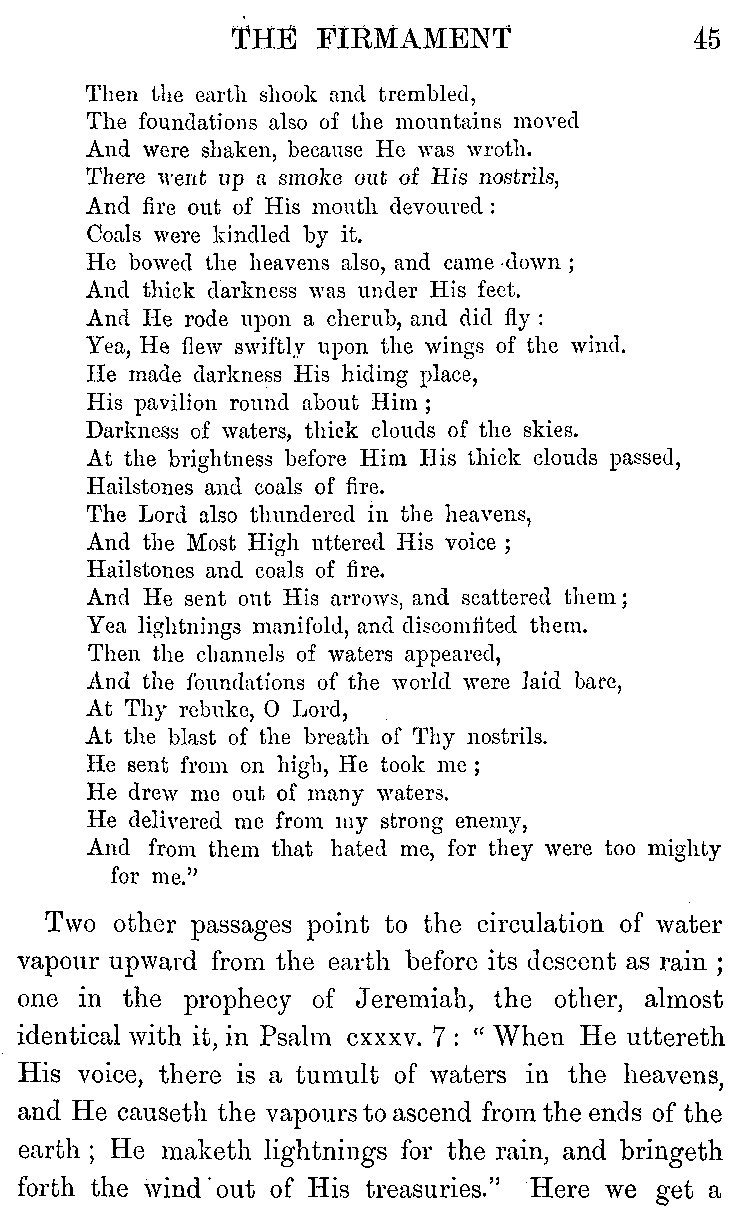 THE FIRMAMENT 45
Then the earth shook and trembled,
The foundations also of the mountains moved
And were shaken, because He was wroth.
There went up a smoke out of His nostrils,
And fire out of His mouth devoured :
Coals were kindled by it.
He bowed the heavens also, and came down ;
And thick darkness was under His feet.
And He rode upon a cherub, and did fly :
Yea, He flew swiftly upon the wings of the wind.
He made darkness His hiding place,
His pavilion round about Him ;
Darkness of waters, thick clouds of the skies.
At the brightness before Him His thick clouds passed,
Hailstones and coals of fire.
The Lord also thundered in the heavens,
And the Most High uttered His voice ;
Hailstones and coals of fire.
And He sent out His arrows, and scattered them ;
Yea lightnings manifold, and discomfited them.
Then the channels of waters appeared,
And the foundations of the world were laid bare,
At Thy rebuke, O Lord,
At the blast of the breath of Thy nostrils.
He sent from on high, He took me ;
He drew me out of many waters.
He delivered me from my strong enemy,
And from them that hated me, for they were too mighty
for me."
Two other passages point to the circulation of water
vapour upward from the earth before its descent as rain ;
one in the prophecy of Jeremiah, the other, almost
identical with it, in Psalm cxxxv. 7 : " When He uttereth
His voice, there is a tumult of waters in the heavens,
and He causeth the vapours to ascend from the ends of the
earth ; He maketh lightnings for the rain, and bringeth
forth the wind out of His treasuries." Here we get a